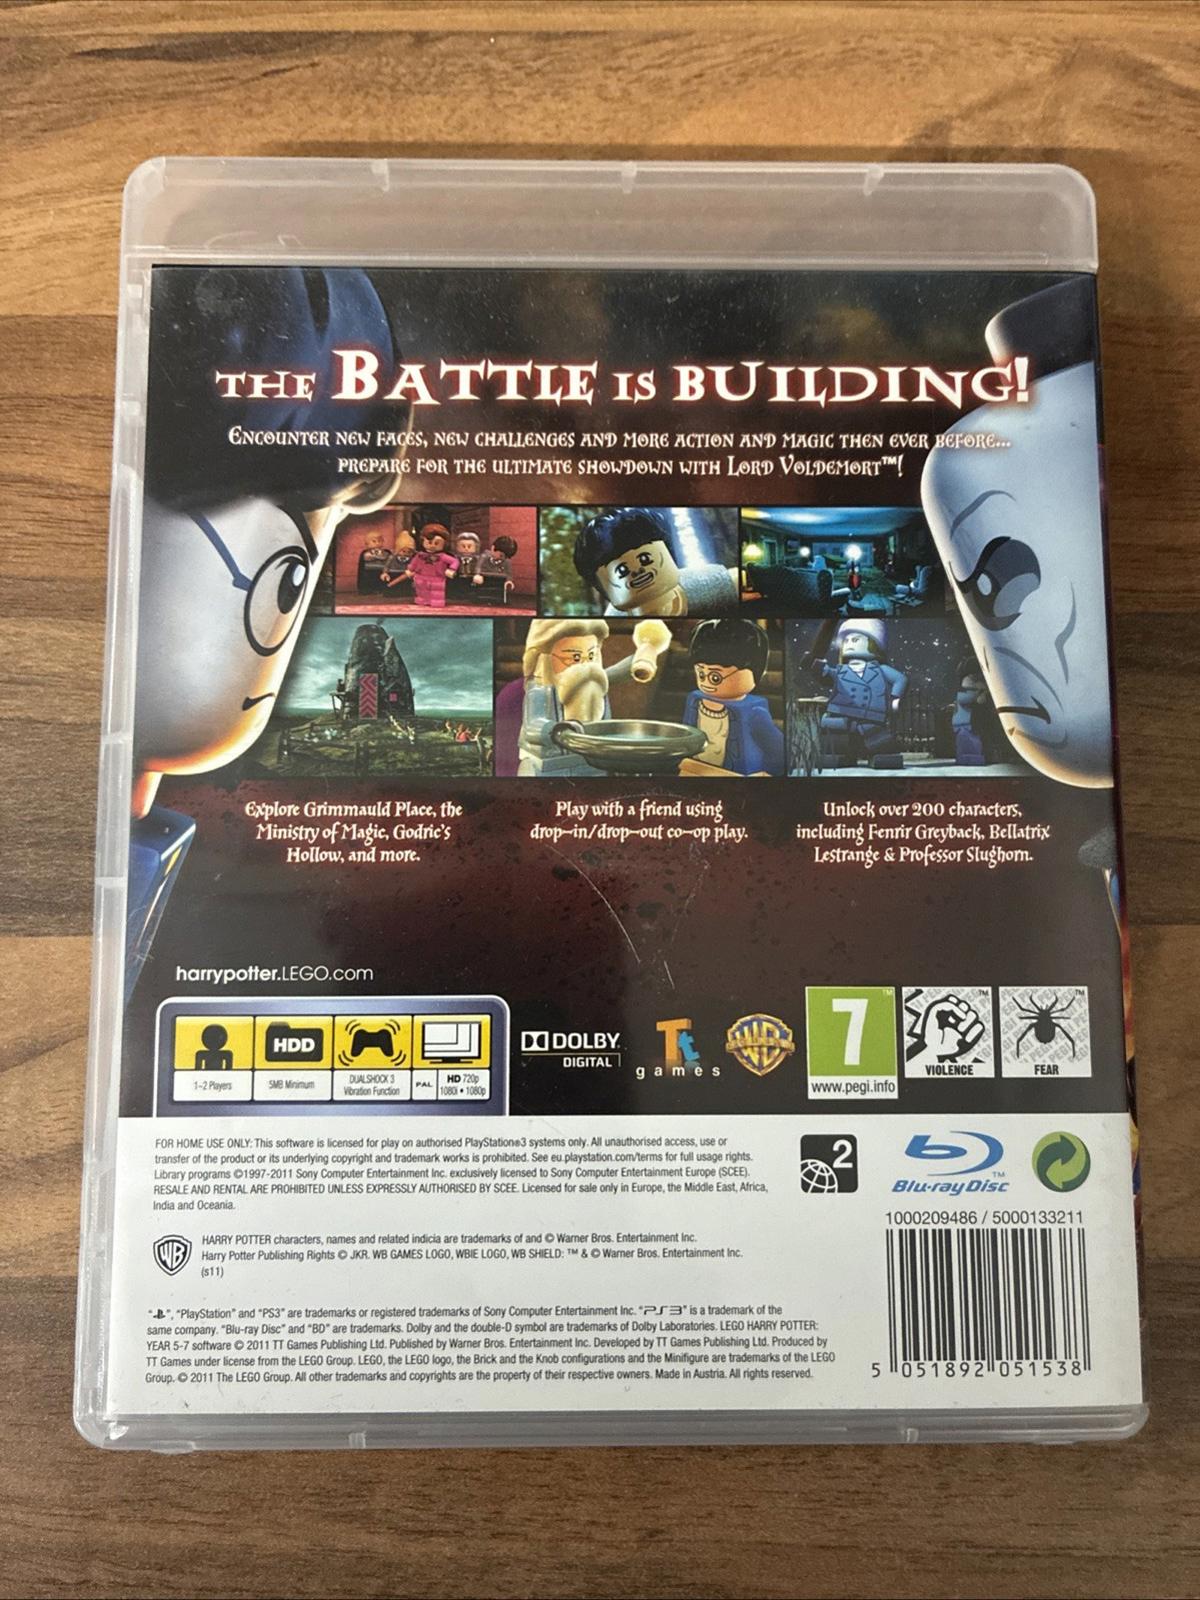 THE BATTLE IS BUILDING!
ENCOUNTER NEW FACES, NEW CHALLENGES AND MORE ACTION AND MAGIC THEN EVER BEFORE...
PREPARE FOR THE ULTIMATE SHOWDOWN WITH LORD VOLDEMORT™!
Explore Grimmauld Place, the
Ministry of Magic, Godric's
Hollow, and more.
Play with a friend using
drop-in/drop-out co-op play.
Unlock over 200 characters,
including Fenrir Greyback, Bellatrix
Lestrange & Professor Slughorn.
harrypotter.LEGO.com
HDD
1-2 Players
5MB Minimum
DUALSHOCK 3
Vibration Function
PAL
HD 720p
1080i • 1080p
DOLBY
DIGITAL
Tt
games
WB
7
www.pegi.info
VIOLENCE
FEAR
FOR HOME USE ONLY: This software is licensed for play on authorised PlayStation®3 systems only. All unauthorised access, use or
transfer of the product or its underlying copyright and trademark works is prohibited. See eu.playstation.com/terms for full usage rights.
Library programs ©1997-2011 Sony Computer Entertainment Inc. exclusively licensed to Sony Computer Entertainment Europe (SCEE).
RESALE AND RENTAL ARE PROHIBITED UNLESS EXPRESSLY AUTHORISED BY SCEE. Licensed for sale only in Europe, the Middle East, Africa,
India and Oceania.
2
Blu-ray Disc™
1000209486 / 5000133211
WB
HARRY POTTER characters, names and related indicia are trademarks of and © Warner Bros. Entertainment Inc.
Harry Potter Publishing Rights © JKR. WB GAMES LOGO, WBIE LOGO, WB SHIELD: ™ & © Warner Bros. Entertainment Inc.
(s11)
"PS", "PlayStation" and "PS3" are trademarks or registered trademarks of Sony Computer Entertainment Inc. "PS3" is a trademark of the
same company. "Blu-ray Disc" and "BD" are trademarks. Dolby and the double-D symbol are trademarks of Dolby Laboratories. LEGO HARRY POTTER:
YEAR 5-7 software © 2011 TT Games Publishing Ltd. Published by Warner Bros. Entertainment Inc. Developed by TT Games Publishing Ltd. Produced by
TT Games under license from the LEGO Group. LEGO, the LEGO logo, the Brick and the Knob configurations and the Minifigure are trademarks of the LEGO
Group. © 2011 The LEGO Group. All other trademarks and copyrights are the property of their respective owners. Made in Austria. All rights reserved.
5 051892 051538